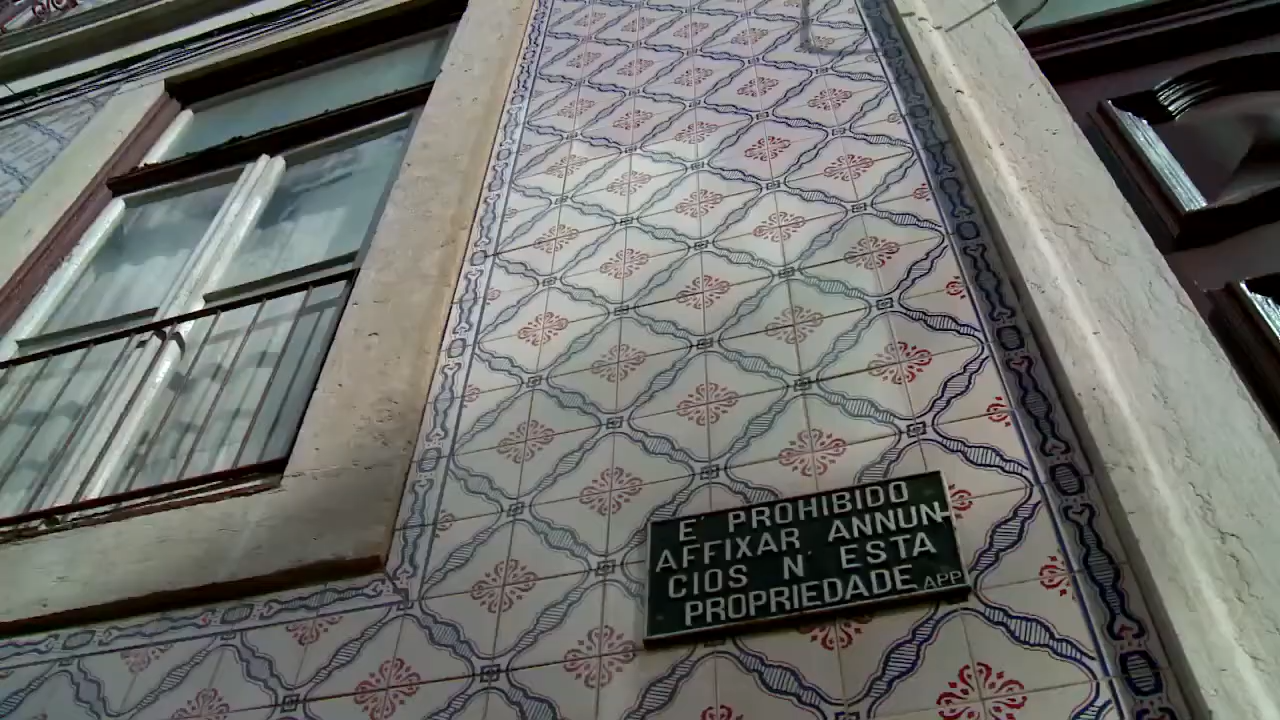 E' PROHIBIDO
AFFIXAR ANNUN-
CIOS N' ESTA
PROPRIEDADE. APP